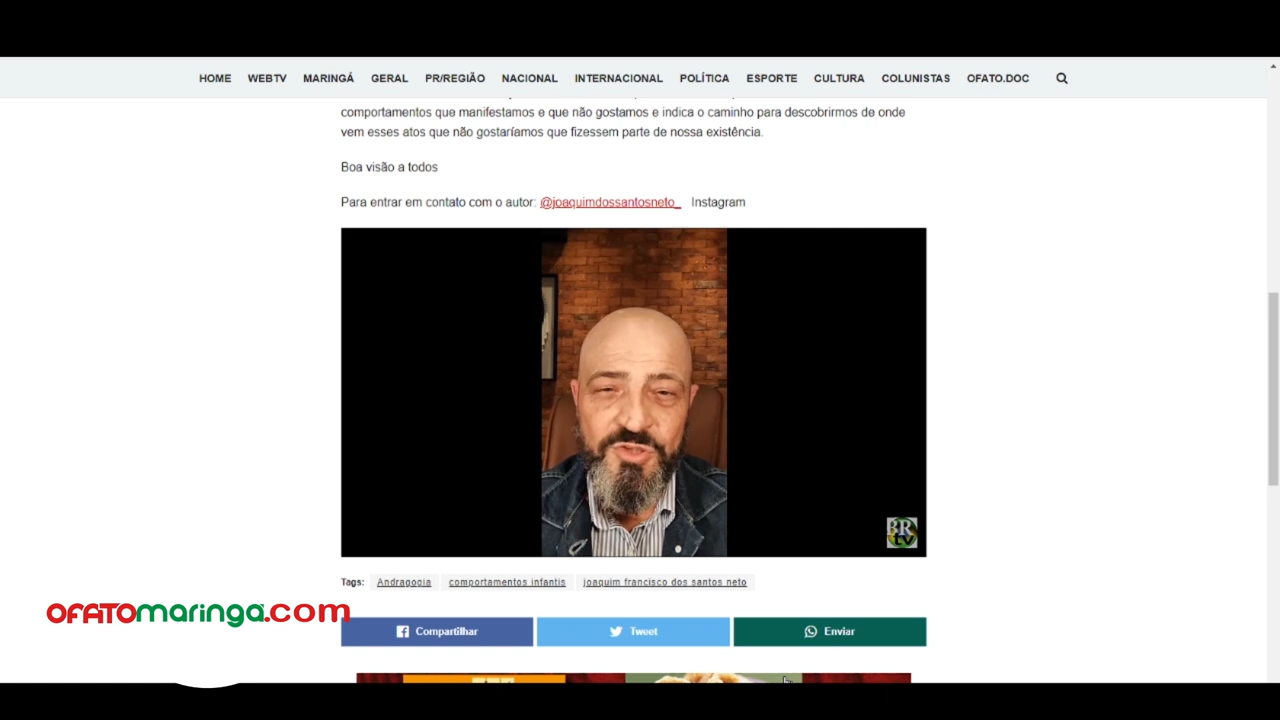 HOME WEBTV MARINGÁ GERAL PR/REGIÃO NACIONAL INTERNACIONAL POLÍTICA ESPORTE CULTURA COLUNISTAS OFATO.DOC
comportamentos que manifestamos e que não gostamos e indica o caminho para descobrirmos de onde
vem esses atos que não gostaríamos que fizessem parte de nossa existência.
Boa visão a todos
Para entrar em contato com o autor: @joaquimdossantosneto_ Instagram
BR
tv
Tags: Andragogia comportamentos infantis joaquim francisco dos santos neto
OFATOmaringa.com
Compartilhar Tweet Enviar